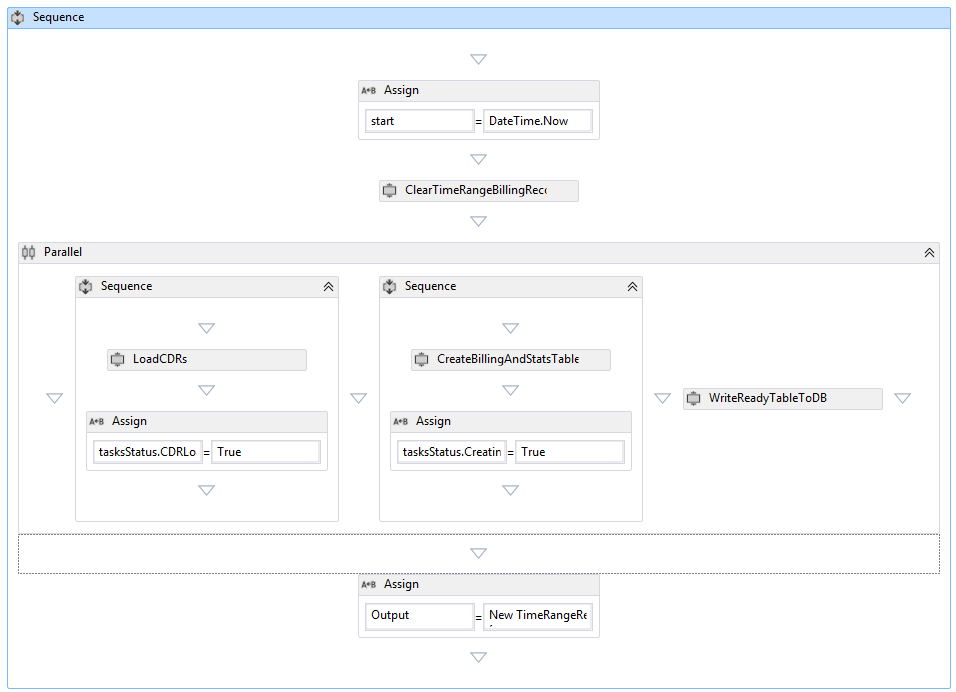 Sequence
A+B Assign
start = DateTime.Now
ClearTimeRangeBillingRec
Parallel
Sequence
Sequence
LoadCDRs
CreateBillingAndStatsTable
A+B Assign
A+B Assign
WriteReadyTableToDB
tasksStatus.CDRLo = True
tasksStatus.Creatin = True
A+B Assign
Output = New TimeRangeRe